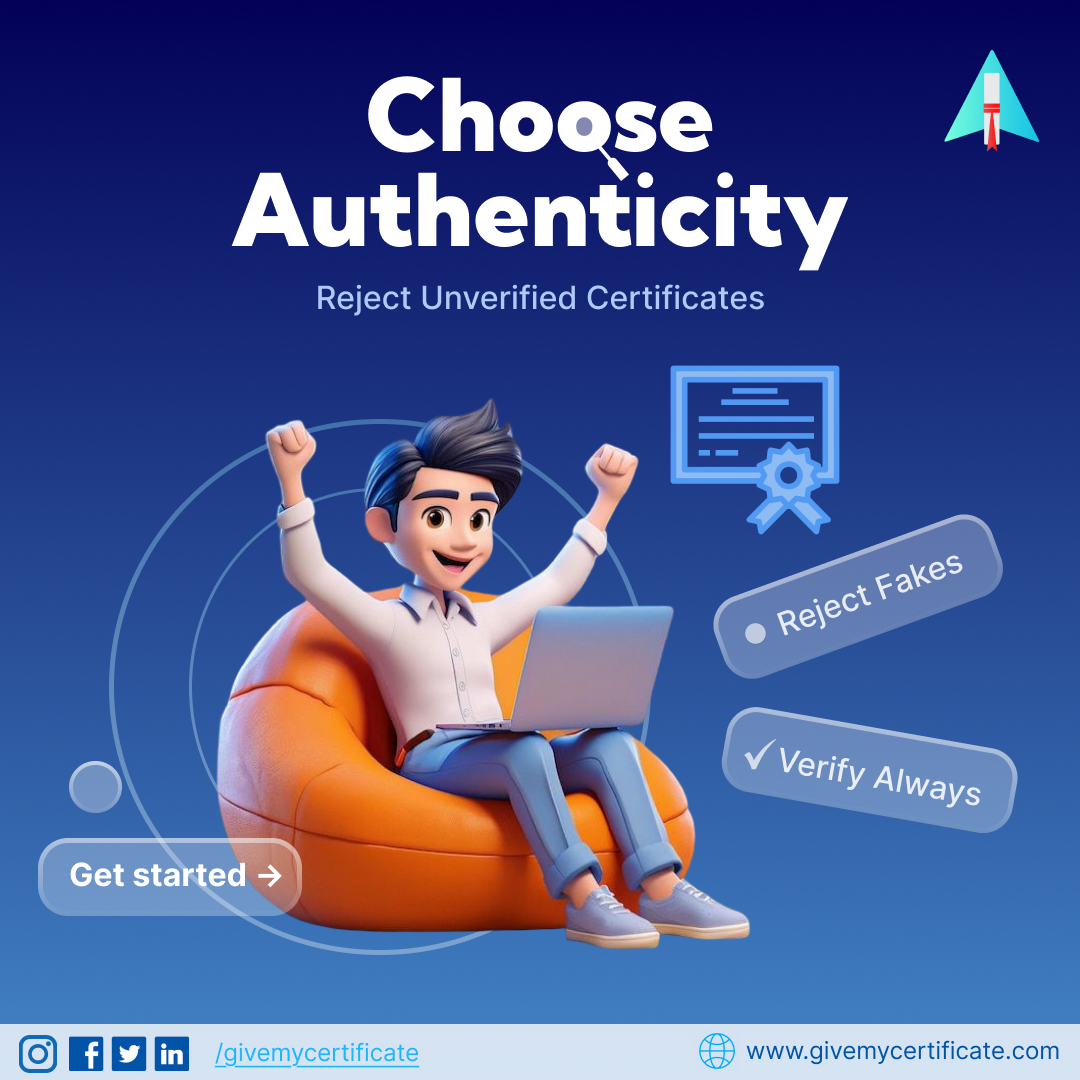 Choose
Authenticity
Reject Unverified Certificates
Reject Fakes
✓Verify Always
Get started →
/givemycertificate
www.givemycertificate.com